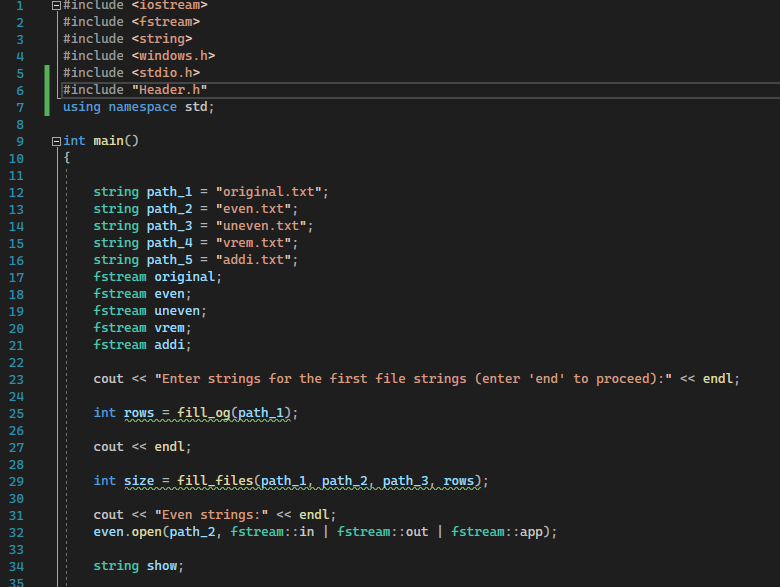 1 #include <iostream>
2 #include <fstream>
3 #include <string>
4 #include <windows.h>
5 #include <stdio.h>
6 #include "Header.h"
7 using namespace std;
8
9 int main()
10 {
11
12 string path_1 = "original.txt";
13 string path_2 = "even.txt";
14 string path_3 = "uneven.txt";
15 string path_4 = "vrem.txt";
16 string path_5 = "addi.txt";
17 fstream original;
18 fstream even;
19 fstream uneven;
20 fstream vrem;
21 fstream addi;
22
23 cout << "Enter strings for the first file strings (enter 'end' to proceed):" << endl;
24
25 int rows = fill_og(path_1);
26
27 cout << endl;
28
29 int size = fill_files(path_1, path_2, path_3, rows);
30
31 cout << "Even strings:" << endl;
32 even.open(path_2, fstream::in | fstream::out | fstream::app);
33
34 string show;
35